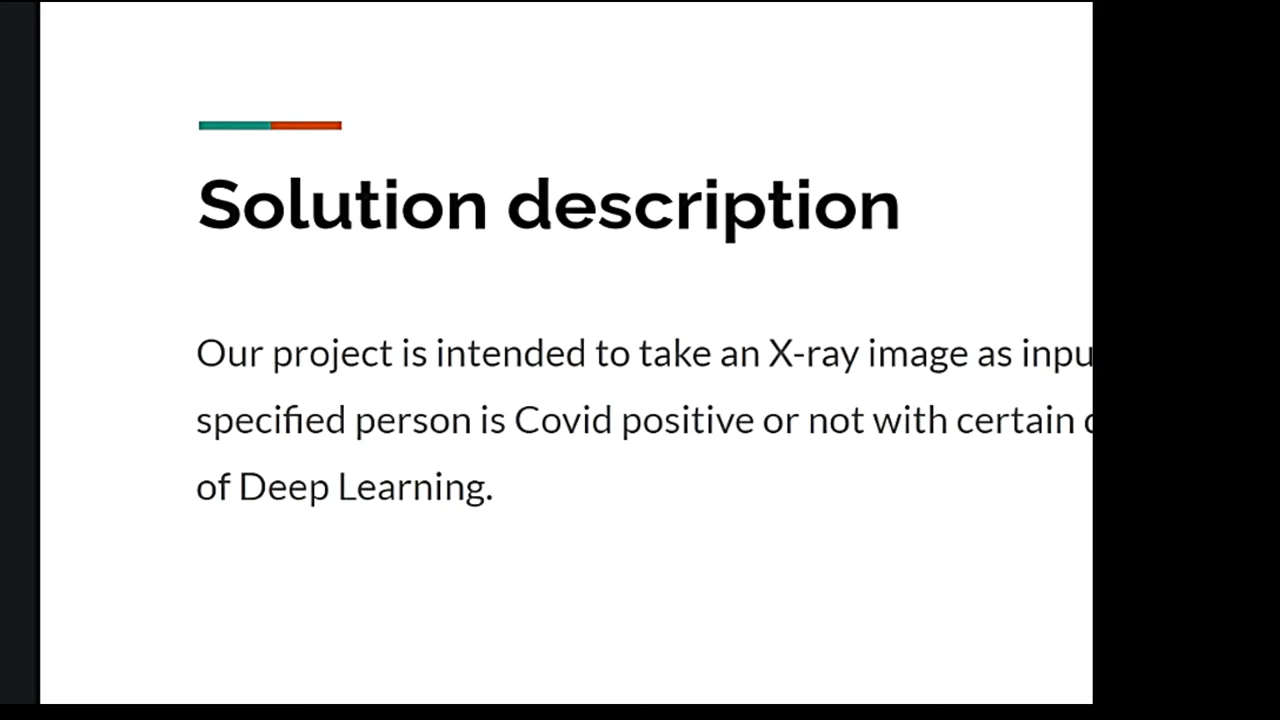 Solution description
Our project is intended to take an X-ray image as
specified person is Covid positive or not with certain
of Deep Learning.